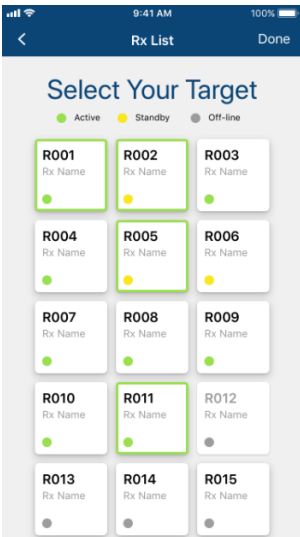 9:41 AM 100%
Rx List Done
Select Your Target
Active Standby Off-line
R001 R002 R003
Rx Name Rx Name Rx Name
R004 R005 R006
Rx Name Rx Name Rx Name
R007 R008 R009
Rx Name Rx Name Rx Name
R010 R011 R012
Rx Name Rx Name Rx Name
R013 R014 R015
Rx Name Rx Name Rx Name